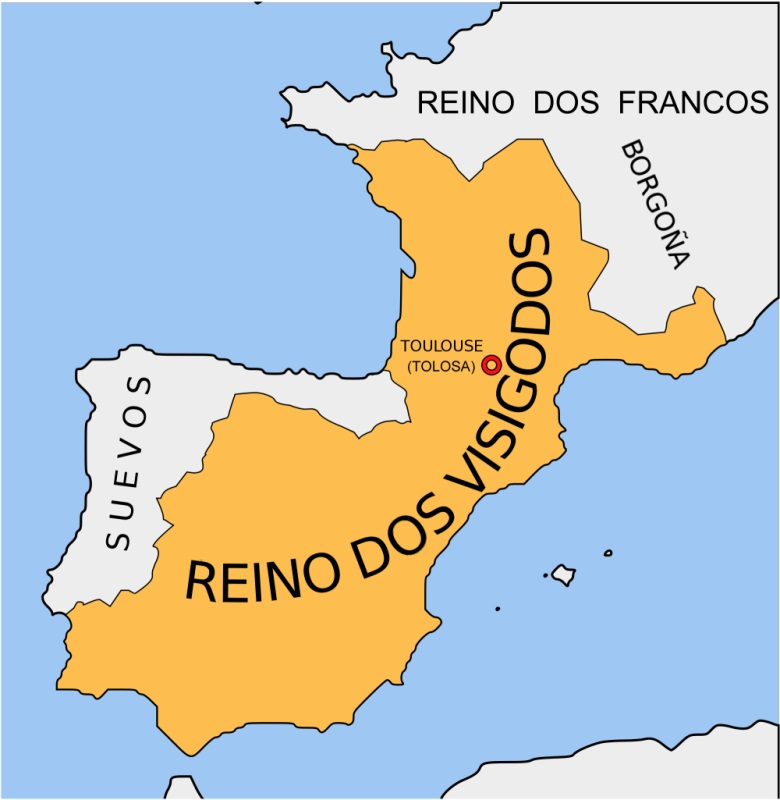 REINO DOS FRANCOS
BORGOÑA
TOULOUSE
(TOLOSA)
SUEVOS
REINO DOS VISIGODOS